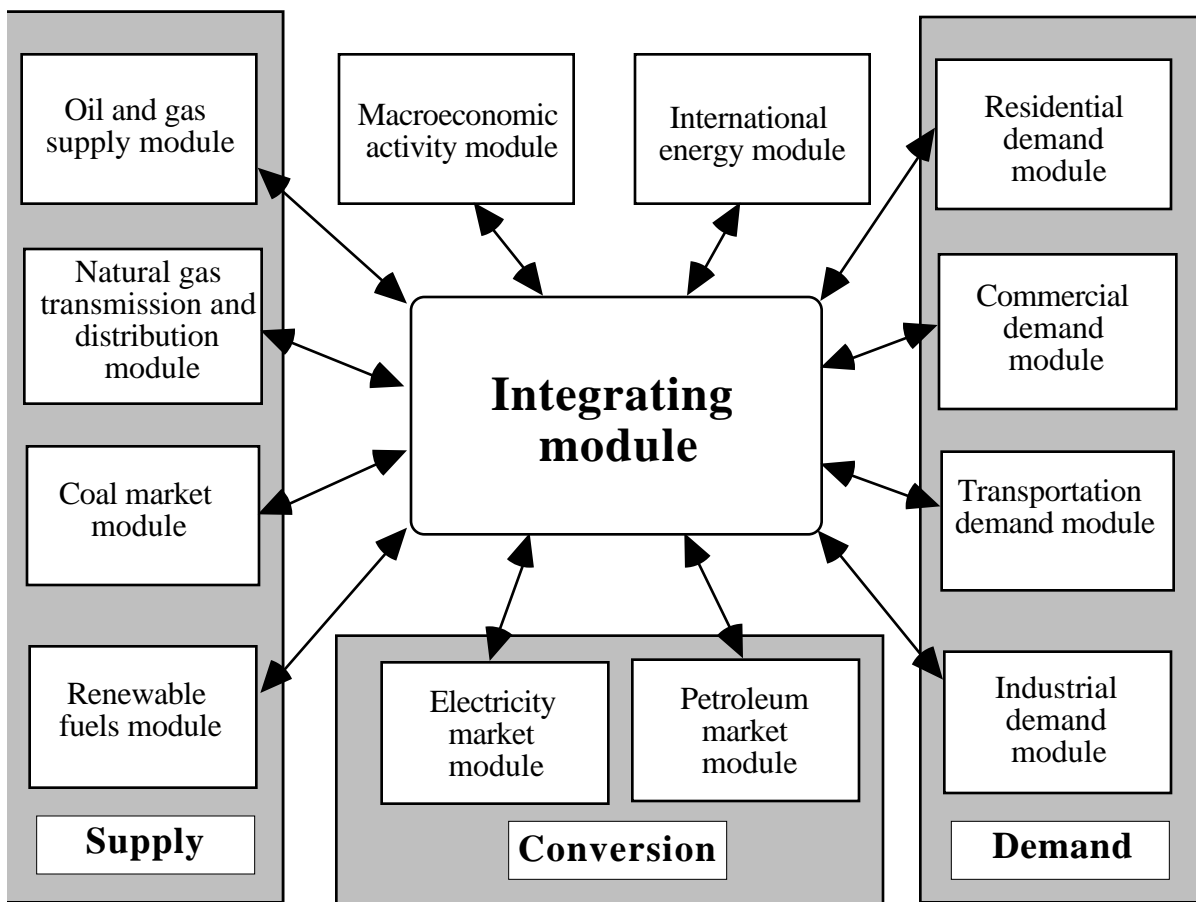 Oil and gas
supply module
Natural gas
transmission and
distribution
module
Coal market
module
Renewable
fuels module
Supply
Macroeconomic
activity module
International
energy module
Integrating
module
Electricity
market
module
Petroleum
market
module
Conversion
Residential
demand
module
Commercial
demand
module
Transportation
demand module
Industrial
demand
module
Demand